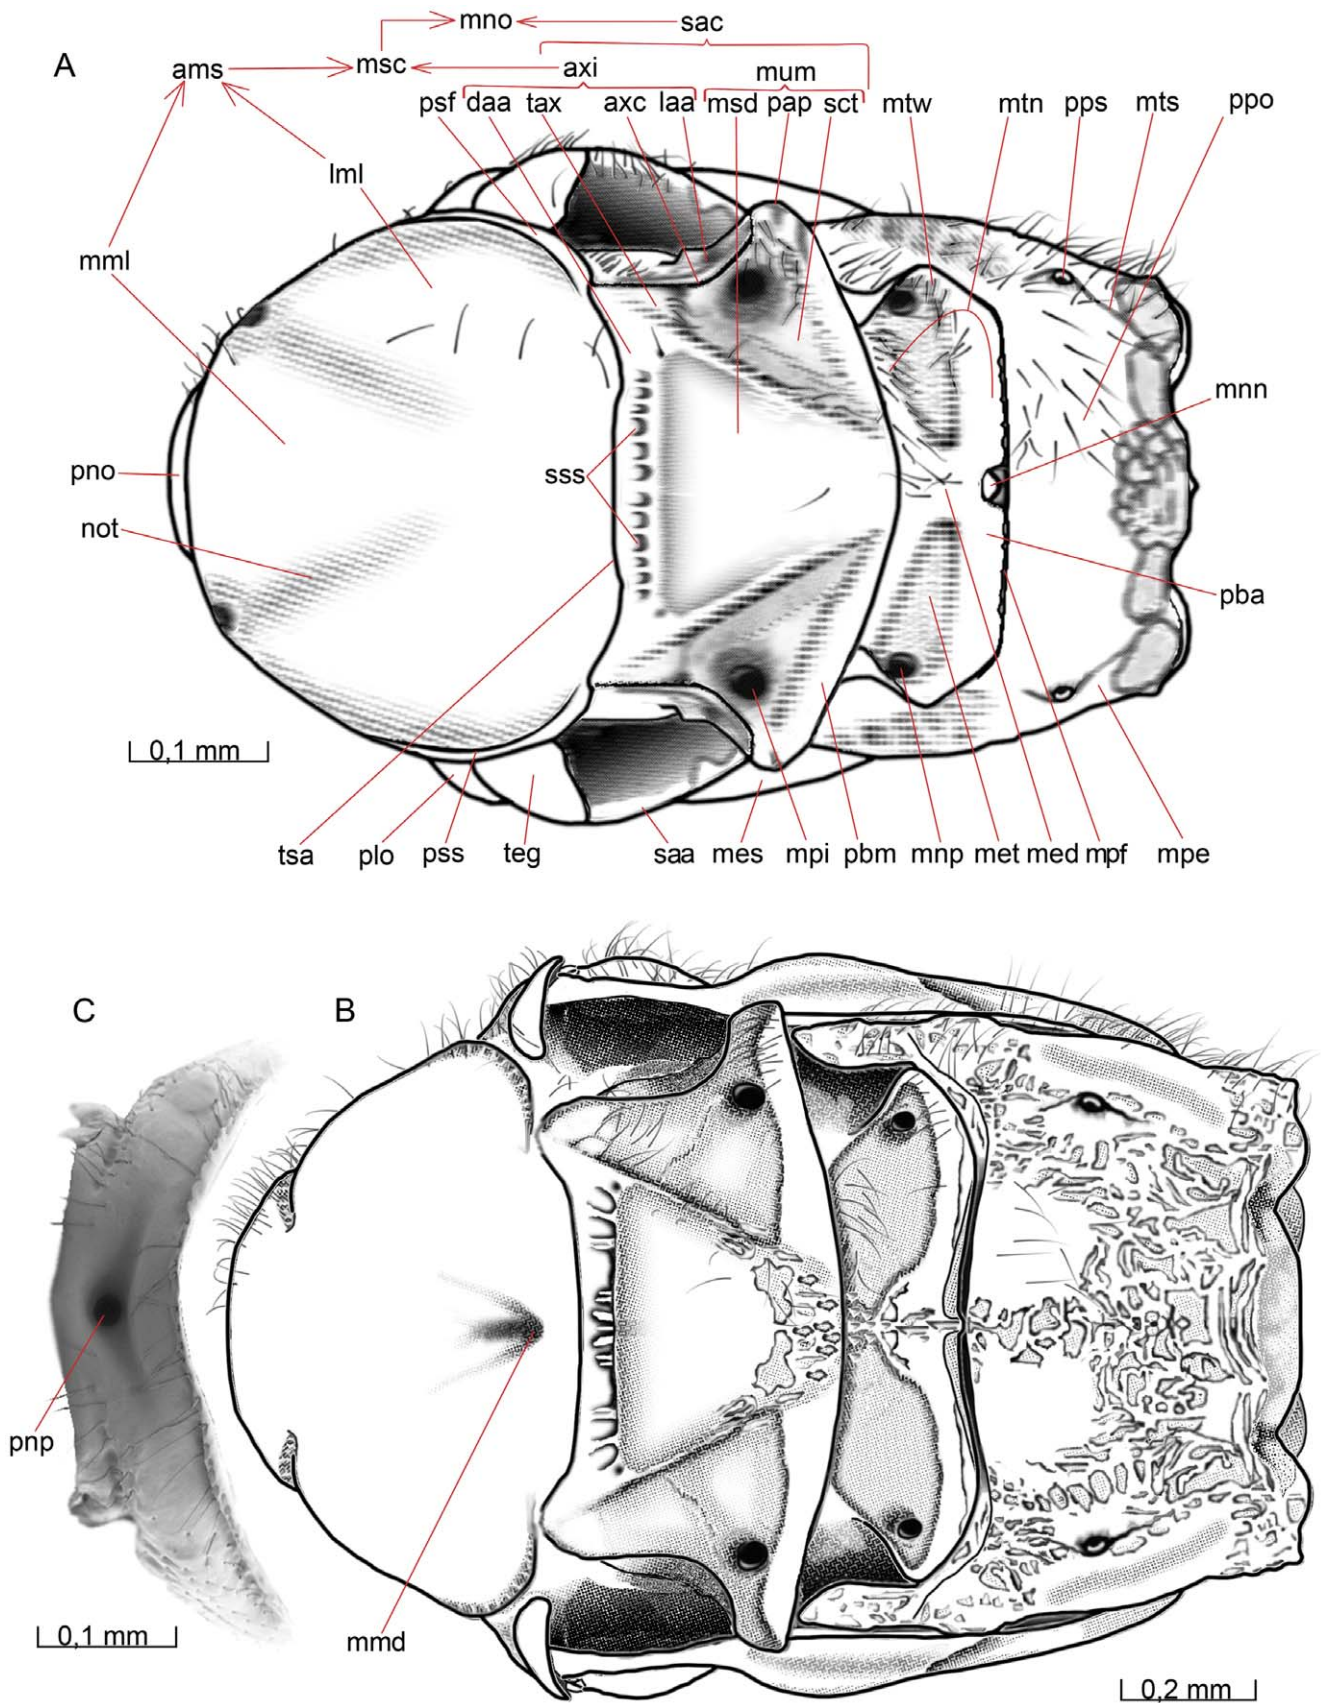 mno sac
A ams msc axi mum
psf daa tax axc laa msd pap sct mtw mtn pps mts ppo
lml
mml
mnn
pno
sss
not
pba
0,1 mm
tsa plo pss teg saa mes mpi pbm mnp met med mpf mpe
C B
pnp
0,1 mm
mmd
0,2 mm